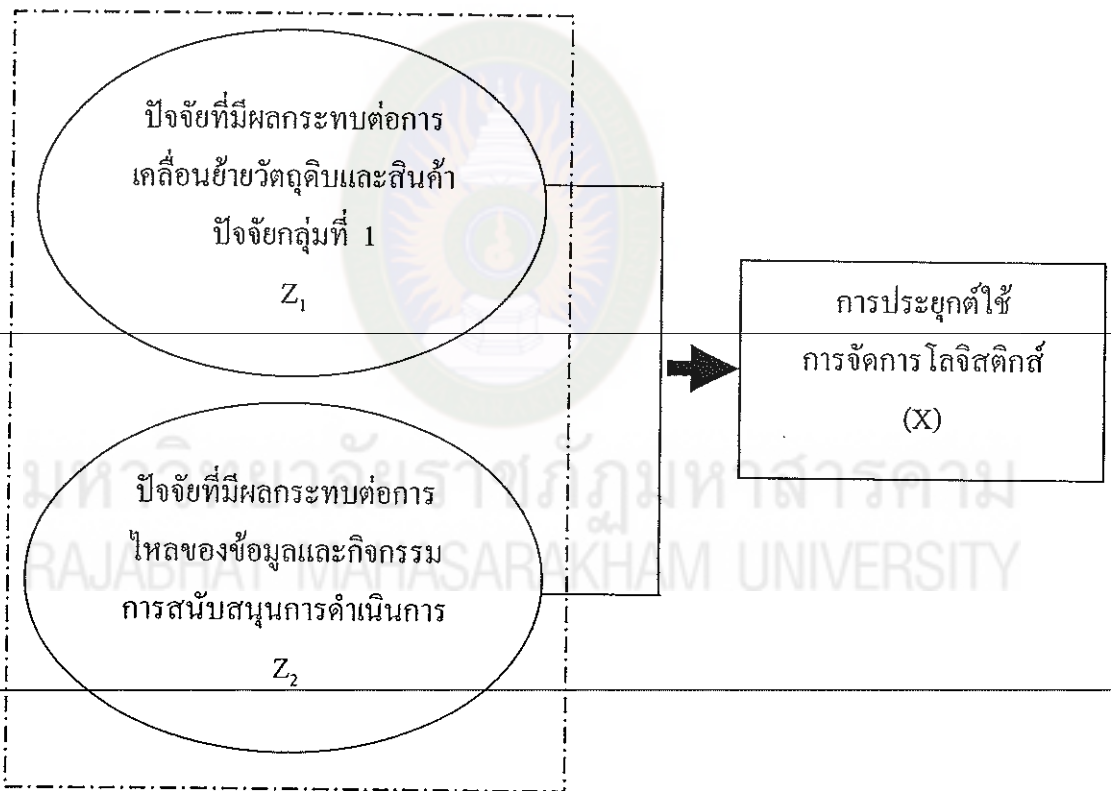 ปัจจัยที่มีผลกระทบต่อการ
เคลื่อนย้ายวัตถุดิบและสินค้า
ปัจจัยกลุ่มที่ 1
Z₁
ปัจจัยที่มีผลกระทบต่อการ
ไหลของข้อมูลและกิจกรรม
การสนับสนุนการดำเนินการ
Z₂
การประยุกต์ใช้
การจัดการโลจิสติกส์
(X)
มหาวิทยาลัยราชภัฏมหาสารคาม
RAJABHAT MAHASARAKHAM UNIVERSITY